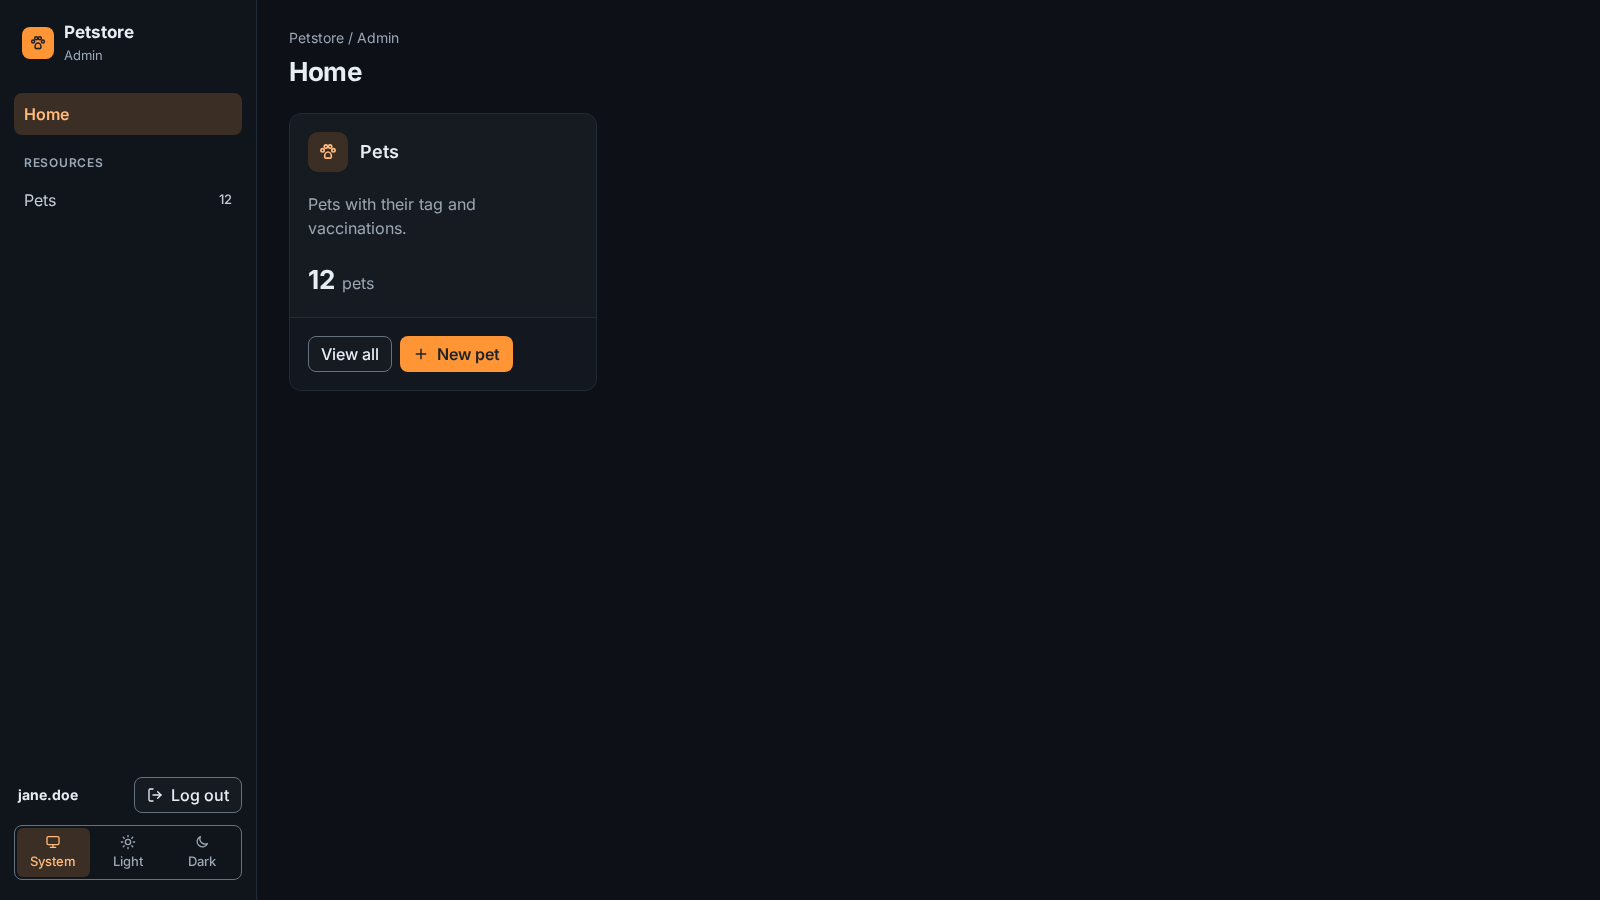 Petstore
Admin
Home
RESOURCES
Pets 12
jane.doe
Log out
System Light Dark
Petstore / Admin
Home
Pets
Pets with their tag and
vaccinations.
12 pets
View all
New pet